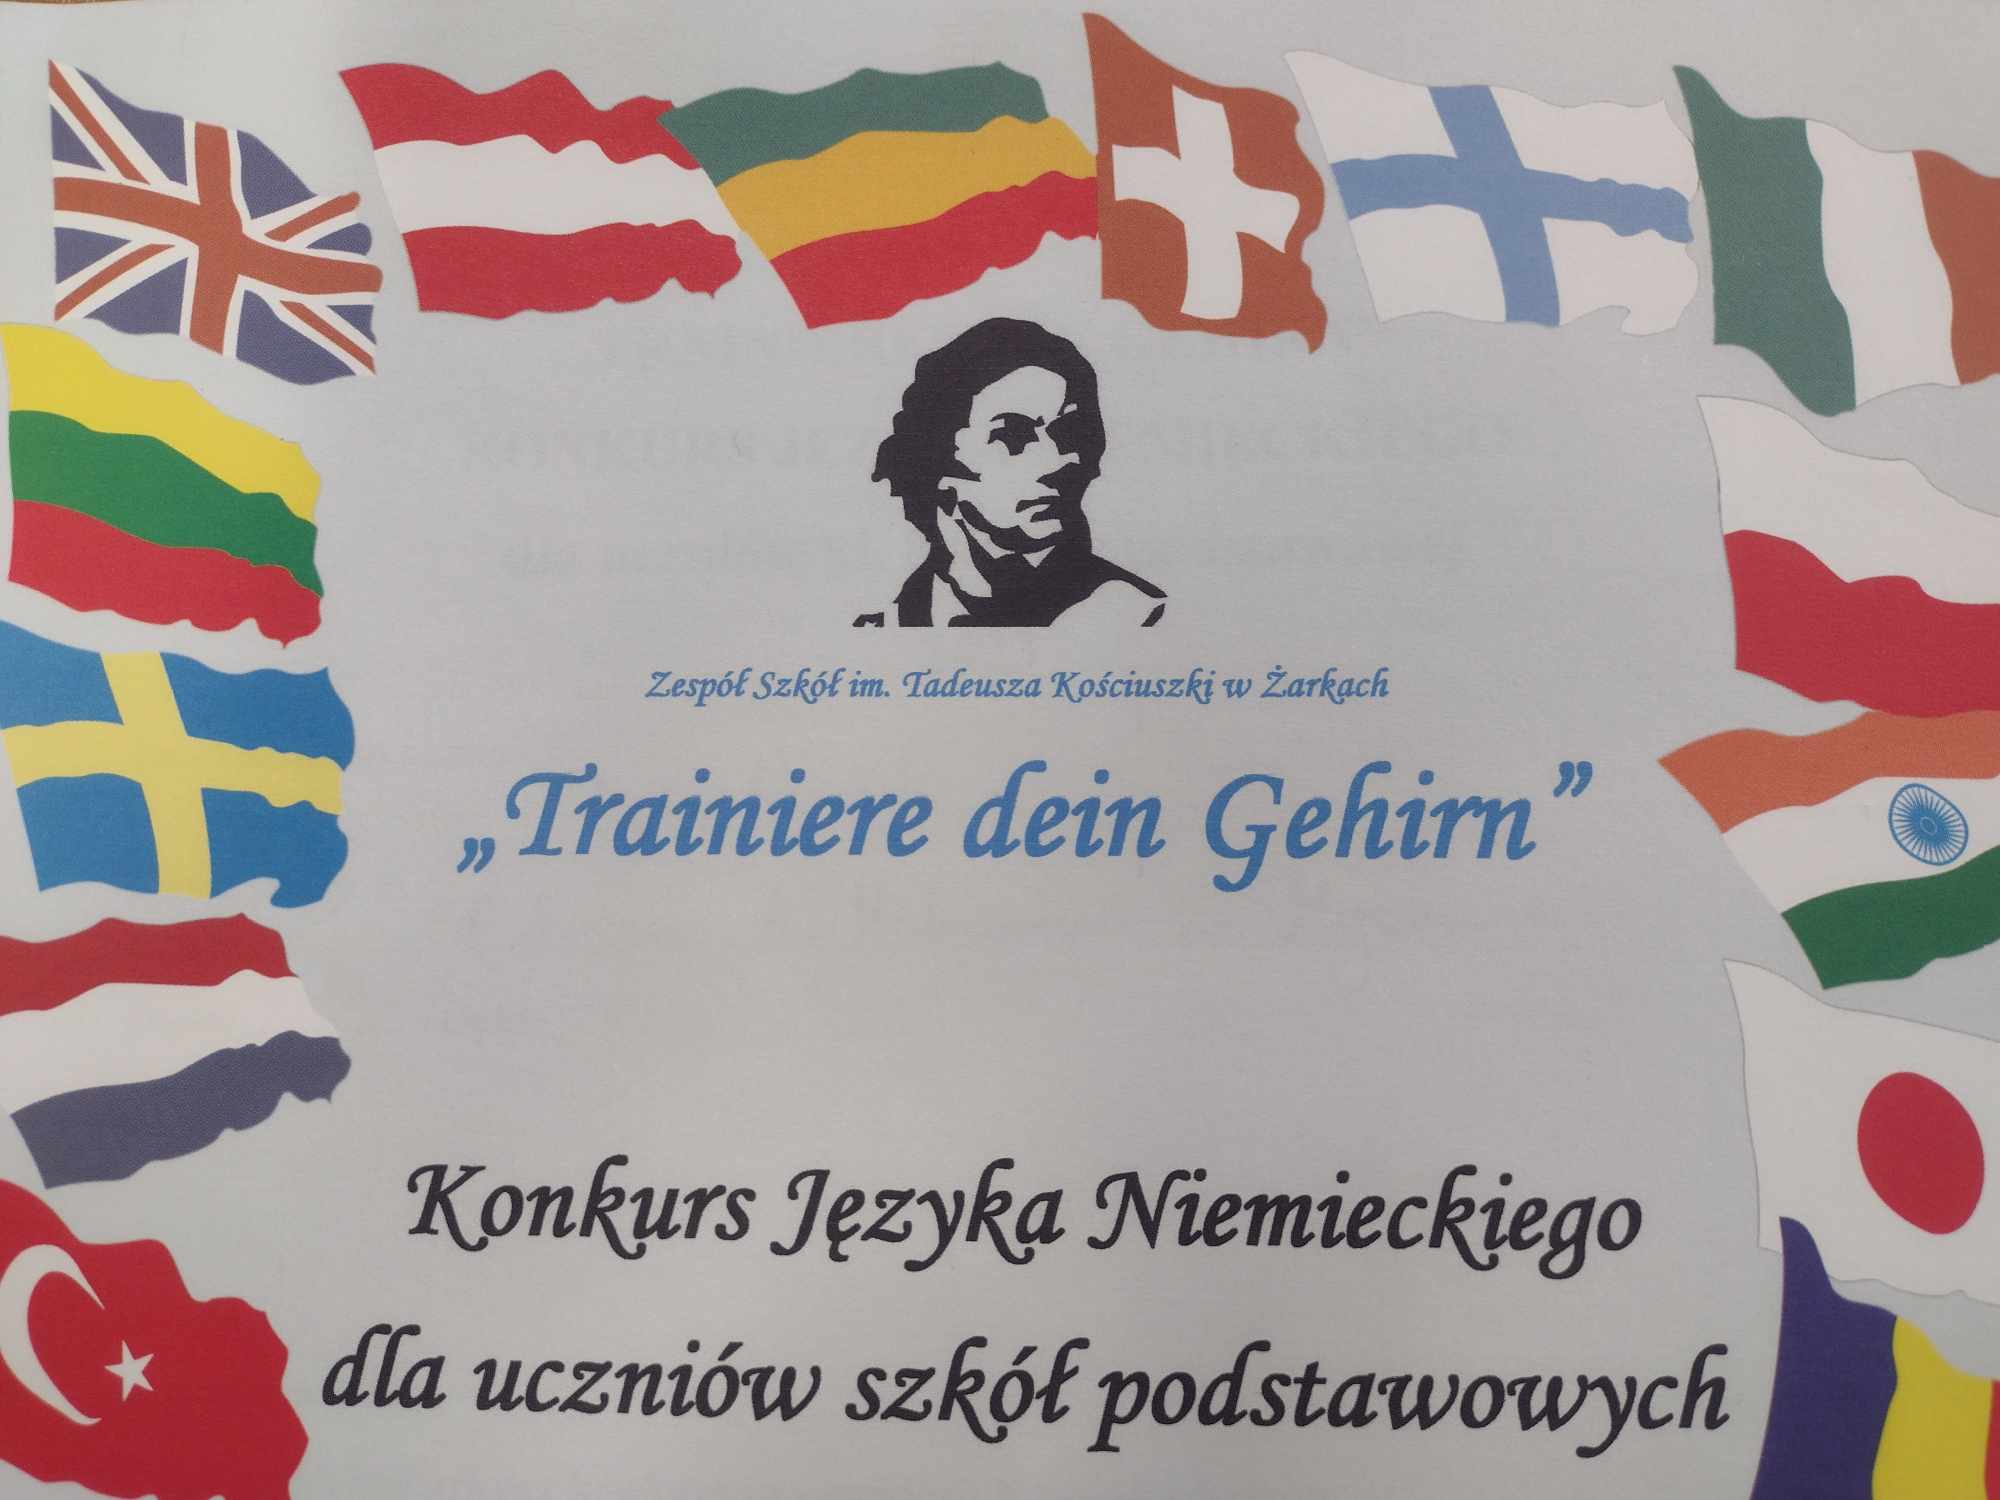 Zespół Szkół im. Tadeusza Kościuszki w Żarkach
„Trainiere dein Gehirn”
Konkurs Języka Niemieckiego
dla uczniów szkół podstawowych